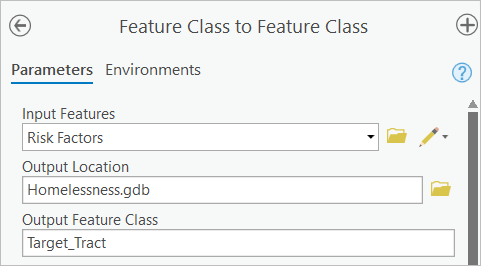 Feature Class to Feature Class
Parameters Environments
Input Features
Risk Factors
Output Location
Homelessness.gdb
Output Feature Class
Target_Tract